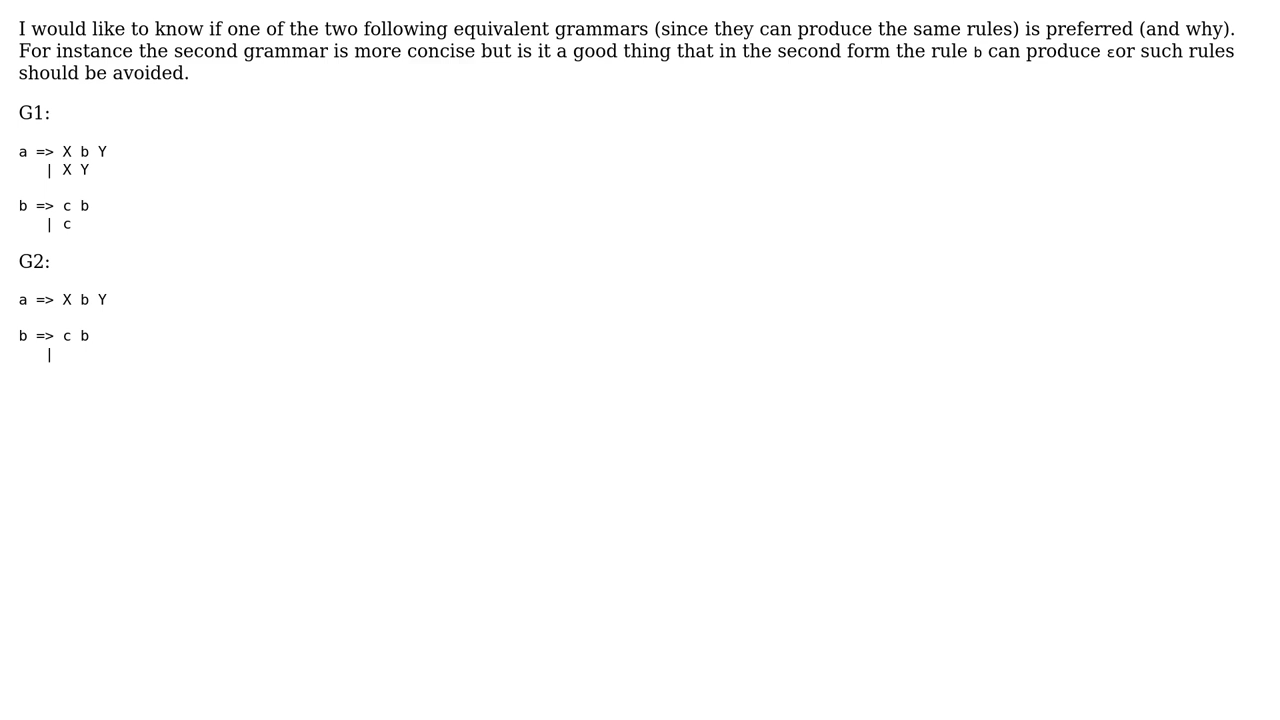 I would like to know if one of the two following equivalent grammars (since they can produce the same rules) is preferred (and why).
For instance the second grammar is more concise but is it a good thing that in the second form the rule b can produce εor such rules
should be avoided.
G1:
a => X b Y
   | X Y
b => c b
   | c
G2:
a => X b Y
b => c b
   |